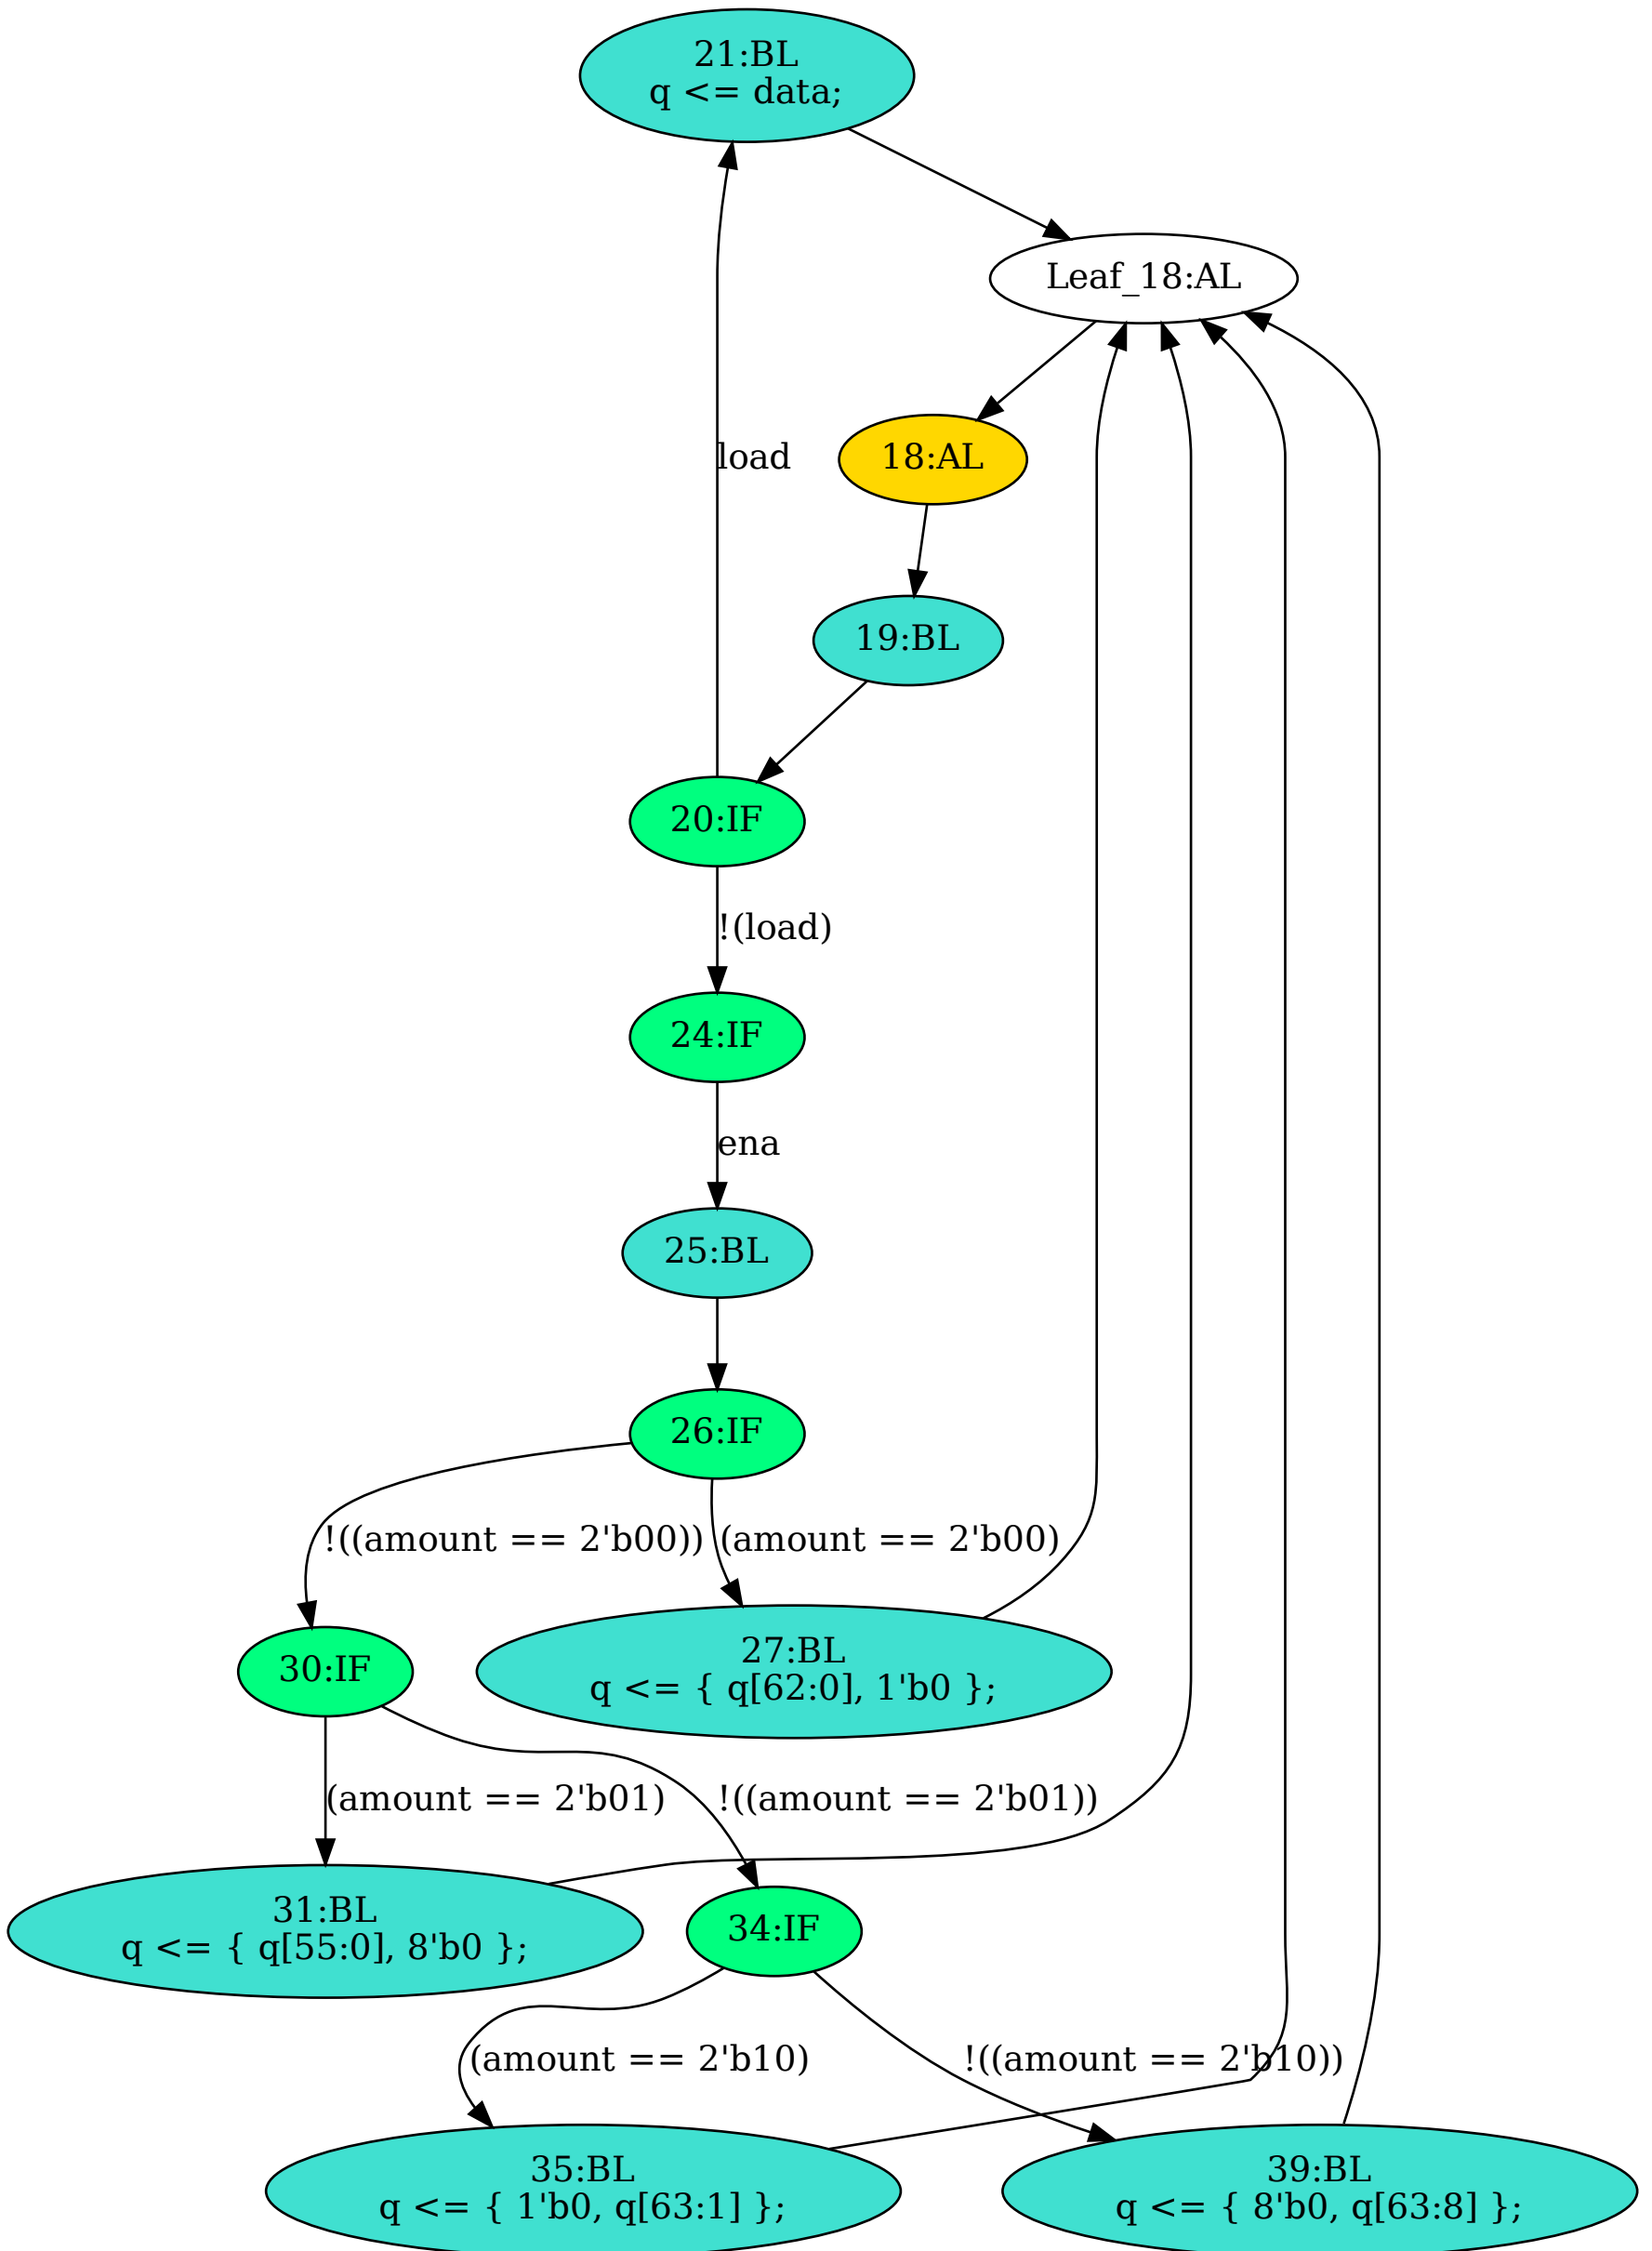 21:BL
q <= data;
Leaf_18:AL
load
18:AL
19:BL
20:IF
!(load)
24:IF
ena
25:BL
26:IF
!((amount == 2'b00))
(amount == 2'b00)
27:BL
q <= { q[62:0], 1'b0 };
30:IF
(amount == 2'b01)
!((amount == 2'b01))
31:BL
q <= { q[55:0], 8'b0 };
34:IF
(amount == 2'b10)
!((amount == 2'b10))
35:BL
q <= { 1'b0, q[63:1] };
39:BL
q <= { 8'b0, q[63:8] };